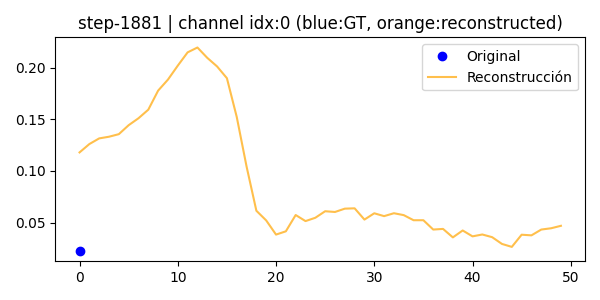 step-1881 | channel idx:0 (blue:GT, orange:reconstructed)
Original
Reconstrucción
0.20
0.15
0.10
0.05
0 10 20 30 40 50